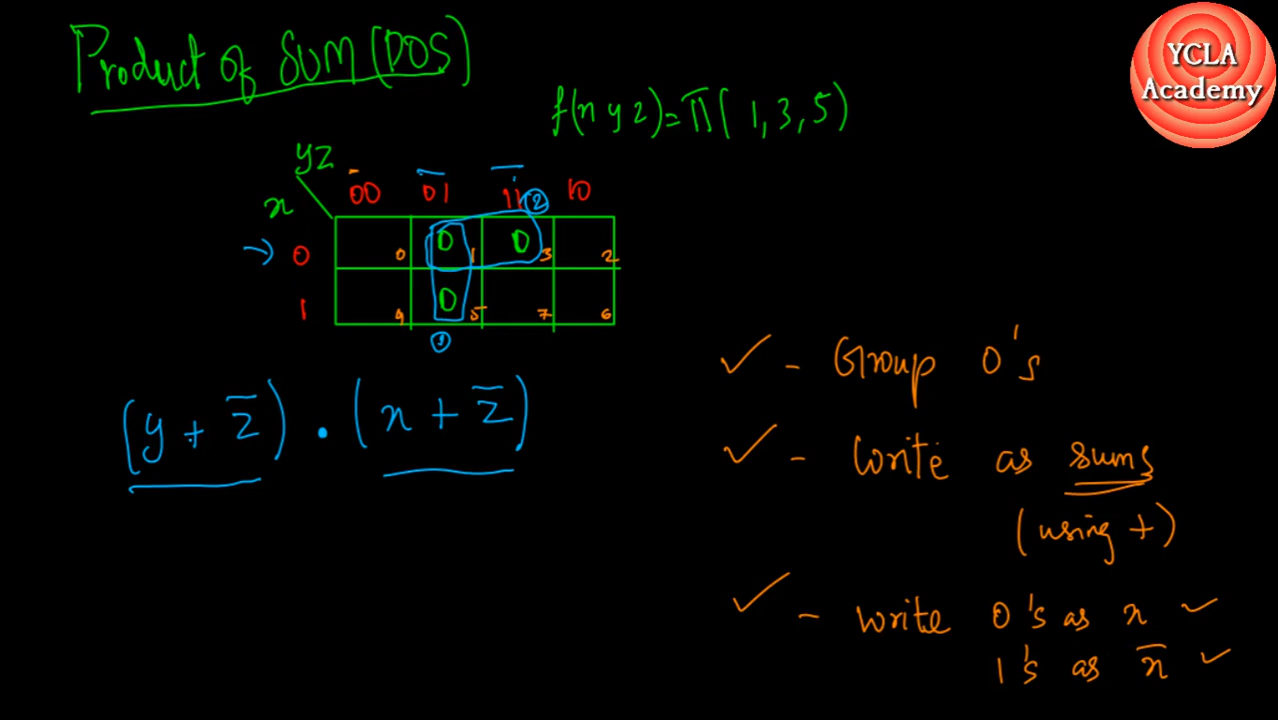 Product of SUM (POS)
YCLA
Academy
f(x y z) = Π( 1, 3, 5)
yz
x
00 01 11 10
②
0
0 0
0 1 3 2
1
0
4 5 7 6
①
(y + z̅) . (x + z̅)
✓ - Group 0's
✓ - Write as sums
(using +)
✓ - write 0's as x ✓
1's as x̅ ✓